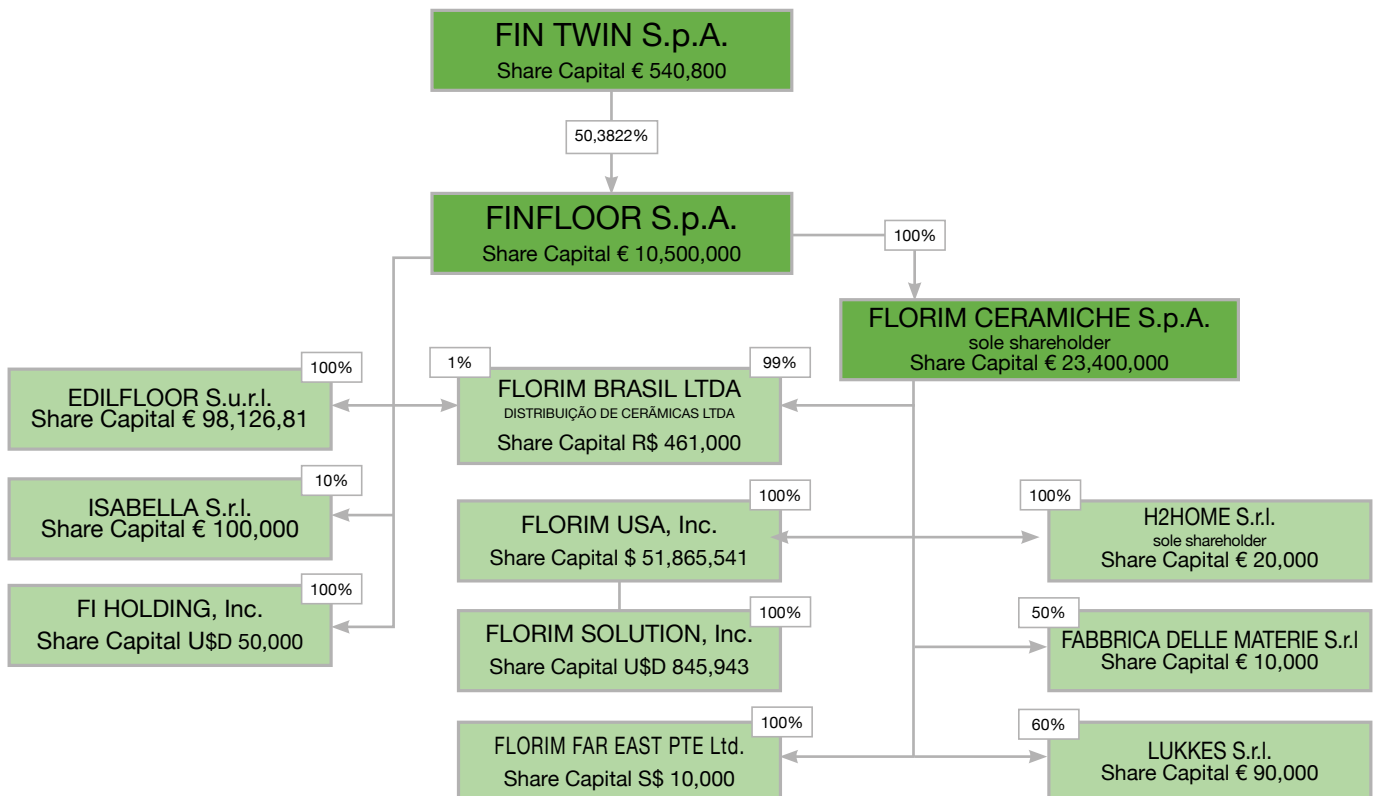 FIN TWIN S.p.A.
Share Capital € 540,800
50,3822%
FINFLOOR S.p.A.
Share Capital € 10,500,000
100%
FLORIM CERAMICHE S.p.A.
sole shareholder
Share Capital € 23,400,000
100%
EDILFLOOR S.u.r.l.
Share Capital € 98,126,81
1%
99%
FLORIM BRASIL LTDA
DISTRIBUIÇÃO DE CERÃMICAS LTDA
Share Capital R$ 461,000
10%
ISABELLA S.r.l.
Share Capital € 100,000
100%
FLORIM USA, Inc.
Share Capital $ 51,865,541
100%
H2HOME S.r.l.
sole shareholder
Share Capital € 20,000
100%
FI HOLDING, Inc.
Share Capital U$D 50,000
100%
FLORIM SOLUTION, Inc.
Share Capital U$D 845,943
50%
FABBRICA DELLE MATERIE S.r.l
Share Capital € 10,000
100%
FLORIM FAR EAST PTE Ltd.
Share Capital S$ 10,000
60%
LUKKES S.r.l.
Share Capital € 90,000